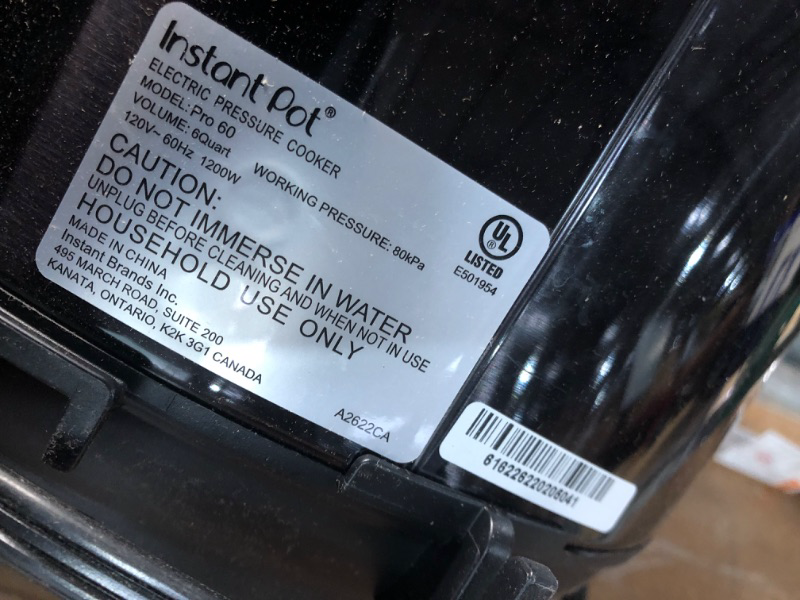 Instant Pot®
ELECTRIC PRESSURE COOKER
MODEL: Pro 60
VOLUME: 6Quart WORKING PRESSURE: 80kPa
120V~ 60Hz 1200W
CAUTION:
DO NOT IMMERSE IN WATER
UNPLUG BEFORE CLEANING AND WHEN NOT IN USE
HOUSEHOLD USE ONLY
MADE IN CHINA
Instant Brands Inc.
495 MARCH ROAD, SUITE 200
KANATA, ONTARIO, K2K 3G1 CANADA
UL
LISTED
E501954
A2622CA
616226220208041